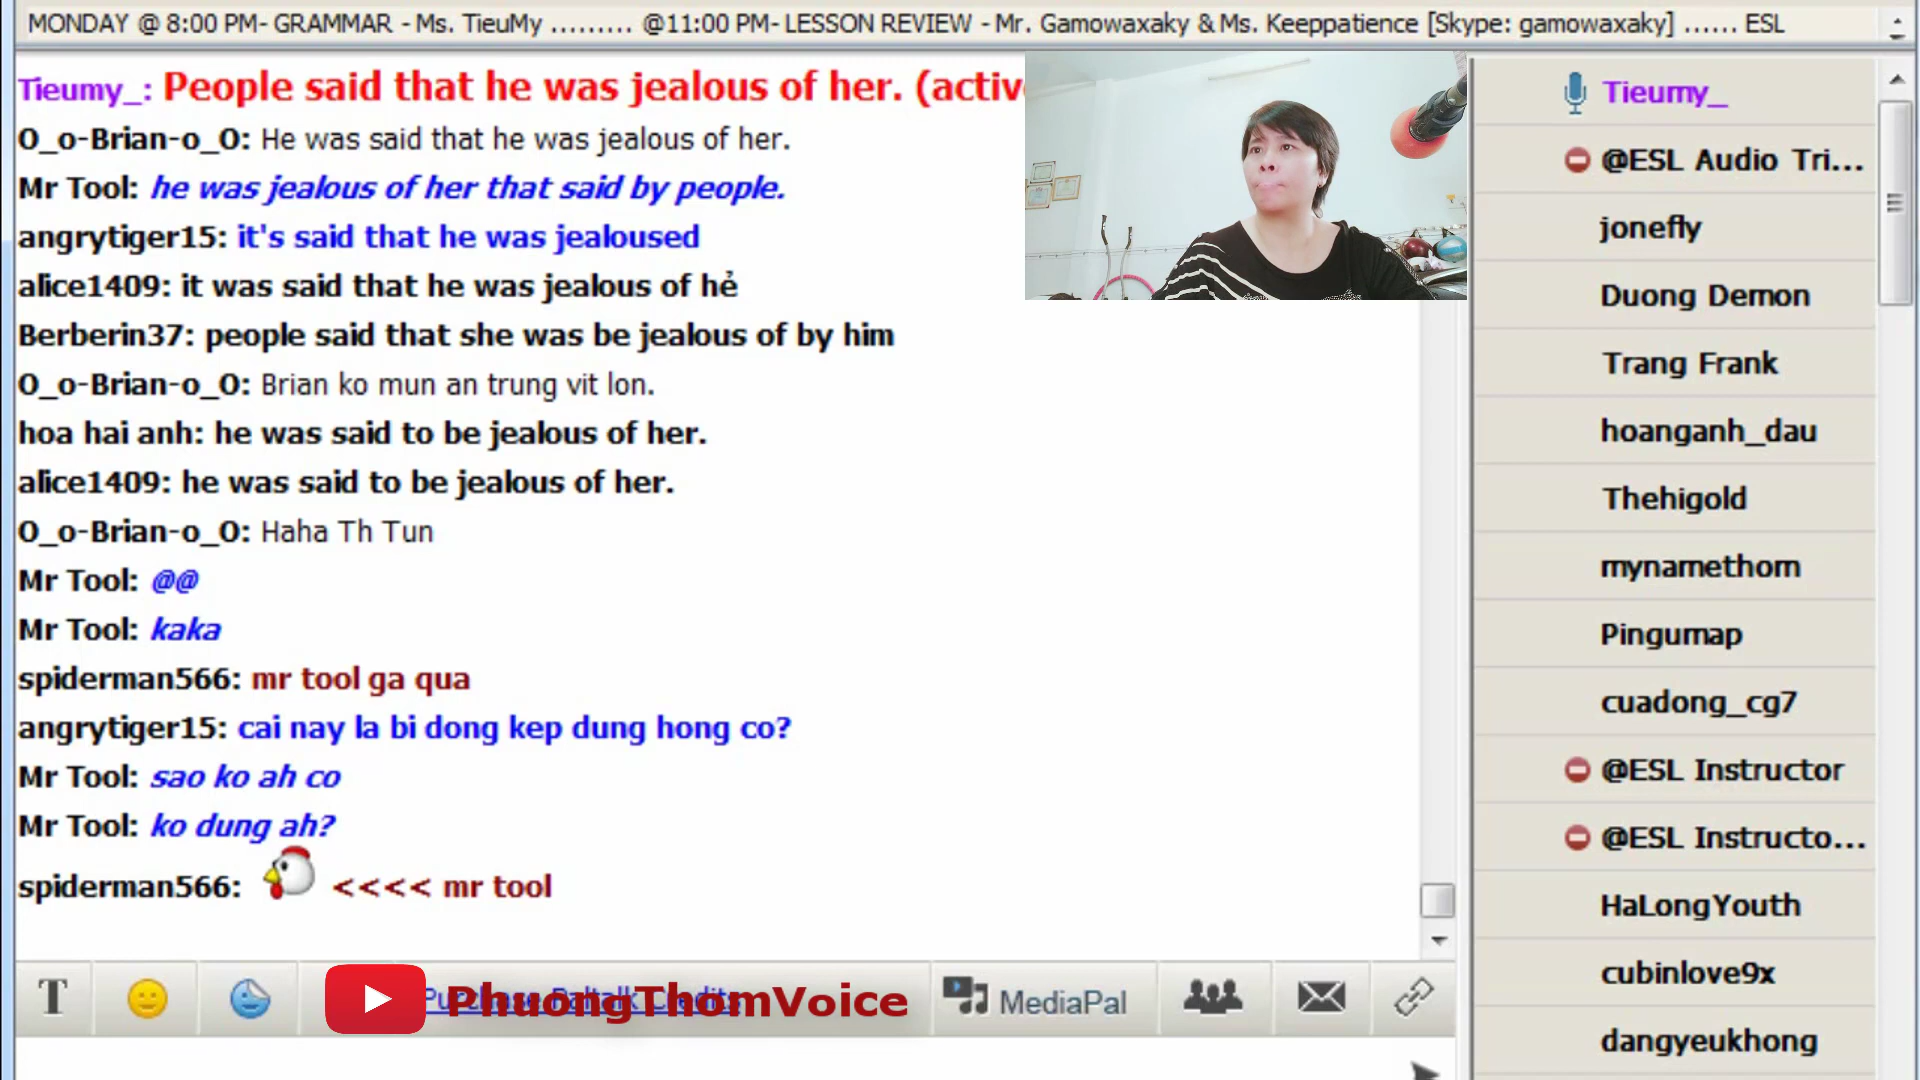 MONDAY @ 8:00 PM- GRAMMAR - Ms. TieuMy ......... @11:00 PM- LESSON REVIEW - Mr. Gamowaxaky & Ms. Keeppatience [Skype: gamowaxaky] ...... ESL
Tieumy_: People said that he was jealous of her. (activ
O_o-Brian-o_O: He was said that he was jealous of her.
Mr Tool: he was jealous of her that said by people.
angrytiger15: it's said that he was jealoused
alice1409: it was said that he was jealous of hẻ
Berberin37: people said that she was be jealous of by him
O_o-Brian-o_O: Brian ko mun an trung vit lon.
hoa hai anh: he was said to be jealous of her.
alice1409: he was said to be jealous of her.
O_o-Brian-o_O: Haha Th Tun
Mr Tool: @@
Mr Tool: kaka
spiderman566: mr tool ga qua
angrytiger15: cai nay la bi dong kep dung hong co?
Mr Tool: sao ko ah co
Mr Tool: ko dung ah?
spiderman566: <<<< mr tool
T
Purchase Paltalk Credits
PhuongThomVoice
MediaPal
Tieumy_
@ESL Audio Tri...
jonefly
Duong Demon
Trang Frank
hoanganh_dau
Thehigold
mynamethom
Pingumap
cuadong_cg7
@ESL Instructor
@ESL Instructo...
HaLongYouth
cubinlove9x
dangyeukhong